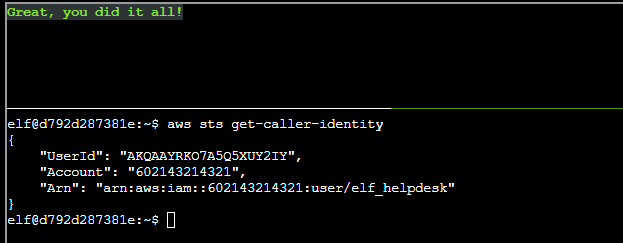 Great, you did it all!
elf@d792d287381e:~$ aws sts get-caller-identity
{
    "UserId": "AKQAAYRKO7A5Q5XUY2IY",
    "Account": "602143214321",
    "Arn": "arn:aws:iam::602143214321:user/elf_helpdesk"
}
elf@d792d287381e:~$